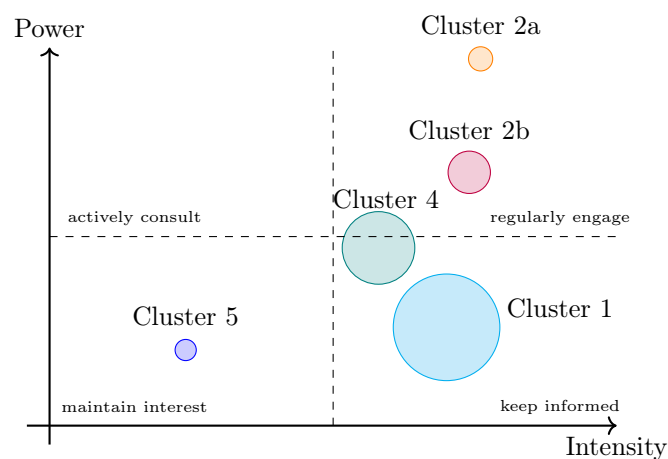 Power
Cluster 2a
Cluster 2b
Cluster 4
actively consult
regularly engage
Cluster 5
Cluster 1
maintain interest
keep informed
Intensity